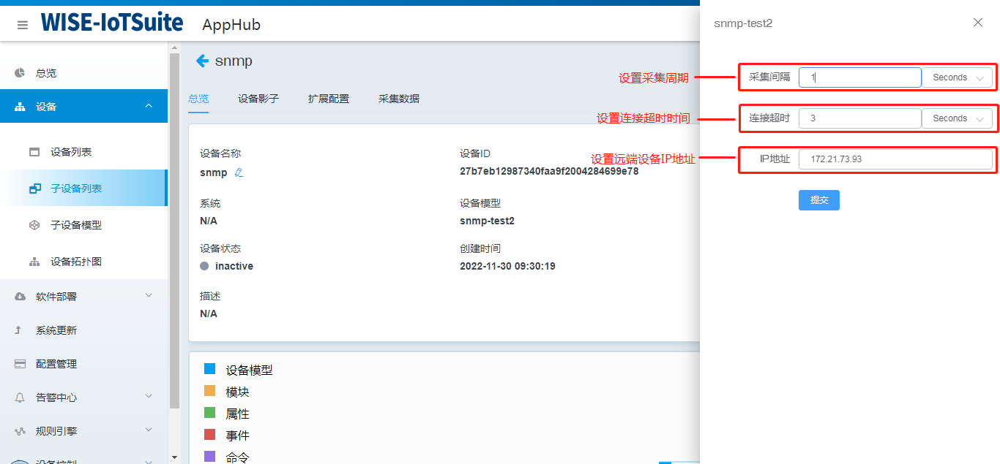 WISE-IoTSuite AppHub
总览
设备
设备列表
子设备列表
子设备模型
设备拓扑图
软件部署
系统更新
配置管理
告警中心
规则引擎
设备控制
snmp
总览 设备影子 扩展配置 采集数据
设备名称
snmp
设备ID
27b7eb12987340faa9f2004284699e78
系统
N/A
设备模型
snmp-test2
设备状态
inactive
创建时间
2022-11-30 09:30:19
描述
N/A
设备模型
模块
属性
事件
命令
snmp-test2
设置采集周期
采集间隔 1 Seconds
设置连接超时时间
连接超时 3 Seconds
设置远端设备IP地址
IP地址 172.21.73.93
提交